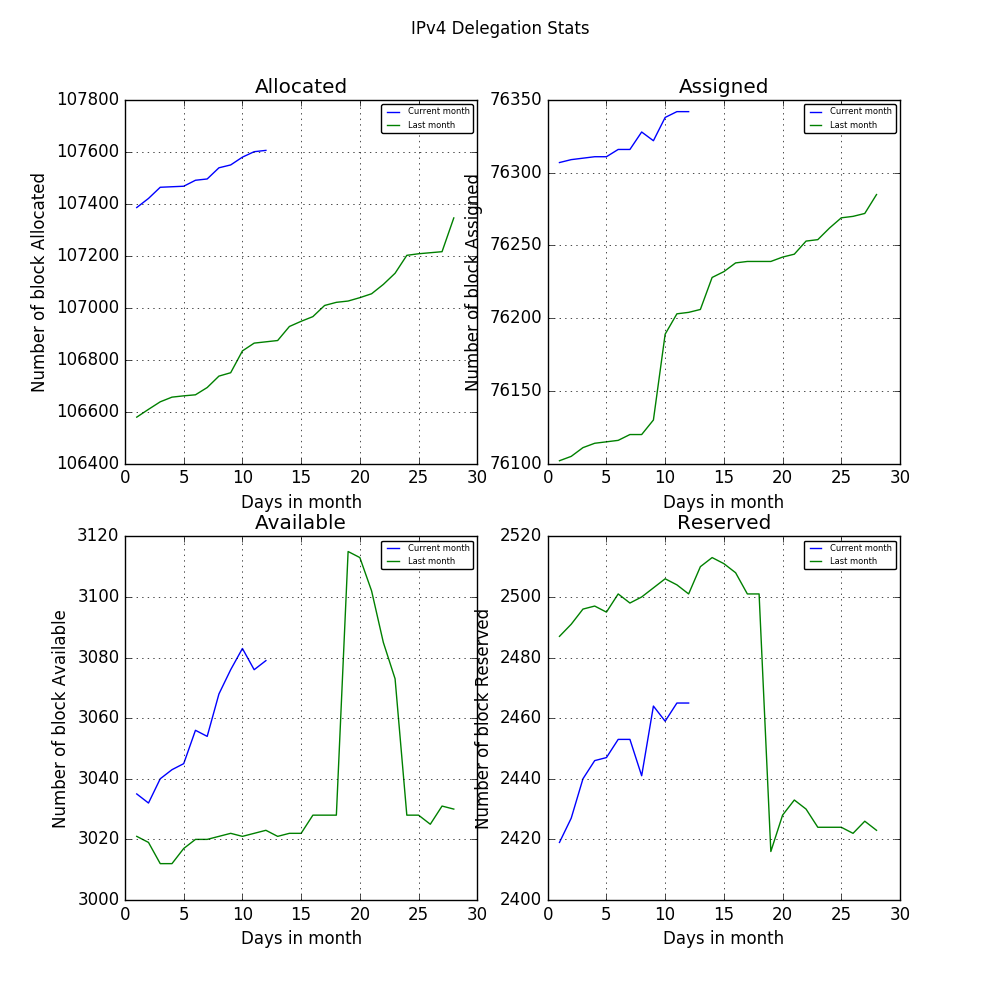 IPv4 Delegation Stats
Allocated
Number of block Allocated
107800
107600
107400
107200
107000
106800
106600
106400
0 5 10 15 20 25 30
Days in month
Current month
Last month
Assigned
Number of block Assigned
76350
76300
76250
76200
76150
76100
0 5 10 15 20 25 30
Days in month
Current month
Last month
Available
Number of block Available
3120
3100
3080
3060
3040
3020
3000
0 5 10 15 20 25 30
Days in month
Current month
Last month
Reserved
Number of block Reserved
2520
2500
2480
2460
2440
2420
2400
0 5 10 15 20 25 30
Days in month
Current month
Last month